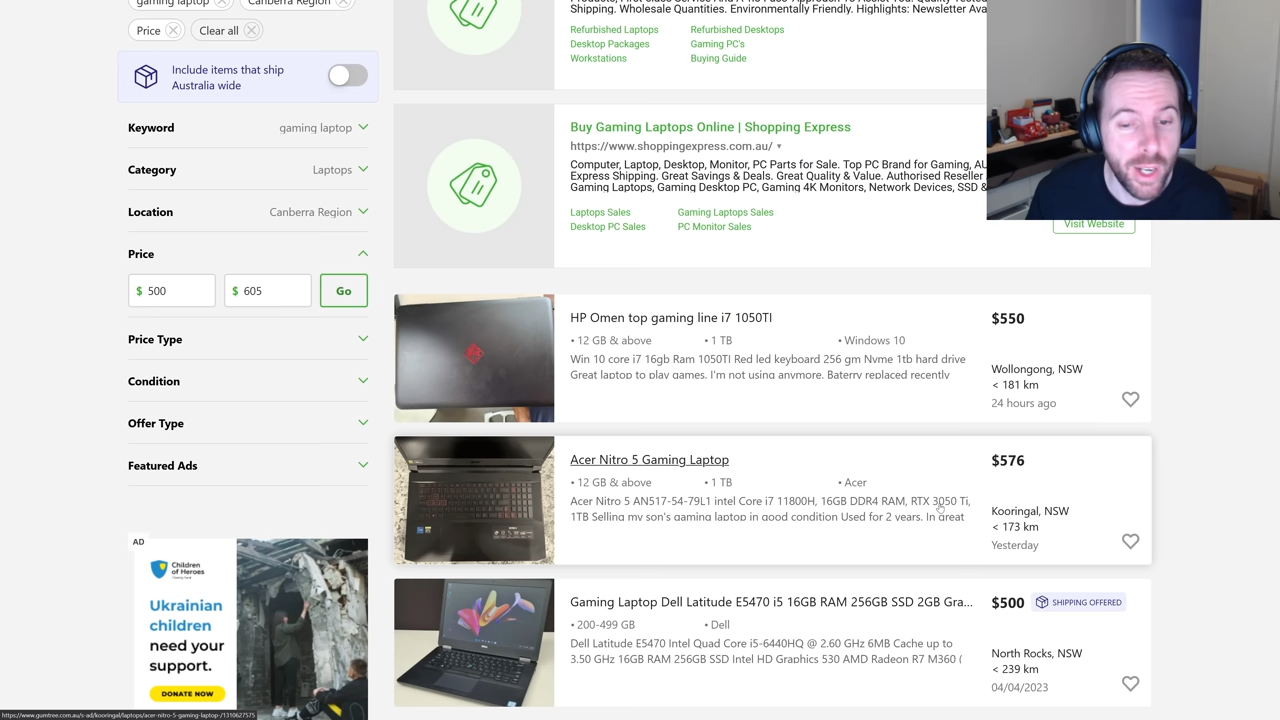 gaming laptop
Canberra Region
Price
Clear all
Include items that ship
Australia wide
Keyword
gaming laptop
Category
Laptops
Location
Canberra Region
Price
$ 500
$ 605
Go
Price Type
Condition
Offer Type
Featured Ads
AD
Children
of Heroes
Ukrainian
children
need your
support.
DONATE NOW
Shipping. Wholesale Quantities. Environmentally Friendly. Highlights: Newsletter Ava
Refurbished Laptops
Refurbished Desktops
Desktop Packages
Gaming PC's
Workstations
Buying Guide
Buy Gaming Laptops Online | Shopping Express
https://www.shoppingexpress.com.au/
Computer, Laptop, Desktop, Monitor, PC Parts for Sale. Top PC Brand for Gaming, AU
Express Shipping. Great Savings & Deals. Great Quality & Value. Authorised Reseller
Gaming Laptops, Gaming Desktop PC, Gaming 4K Monitors, Network Devices, SSD &
Laptops Sales
Gaming Laptops Sales
Desktop PC Sales
PC Monitor Sales
Visit Website
HP Omen top gaming line i7 1050TI
• 12 GB & above • 1 TB • Windows 10
Win 10 core i7 16gb Ram 1050TI Red led keyboard 256 gm Nvme 1tb hard drive
Great laptop to play games. I'm not using anymore. Baterry replaced recently
$550
Wollongong, NSW
< 181 km
24 hours ago
Acer Nitro 5 Gaming Laptop
• 12 GB & above • 1 TB • Acer
Acer Nitro 5 AN517-54-79L1 intel Core i7 11800H, 16GB DDR4 RAM, RTX 3050 Ti,
1TB Selling my son's gaming laptop in good condition Used for 2 years. In great
$576
Kooringal, NSW
< 173 km
Yesterday
Gaming Laptop Dell Latitude E5470 i5 16GB RAM 256GB SSD 2GB Gra...
• 200-499 GB • Dell
Dell Latitude E5470 Intel Quad Core i5-6440HQ @ 2.60 GHz 6MB Cache up to
3.50 GHz 16GB RAM 256GB SSD Intel HD Graphics 530 AMD Radeon R7 M360 (
$500
SHIPPING OFFERED
North Rocks, NSW
< 239 km
04/04/2023
https://www.gumtree.com.au/s-ad/kooringal/laptops/acer-nitro-5-gaming-laptop-/1310627575